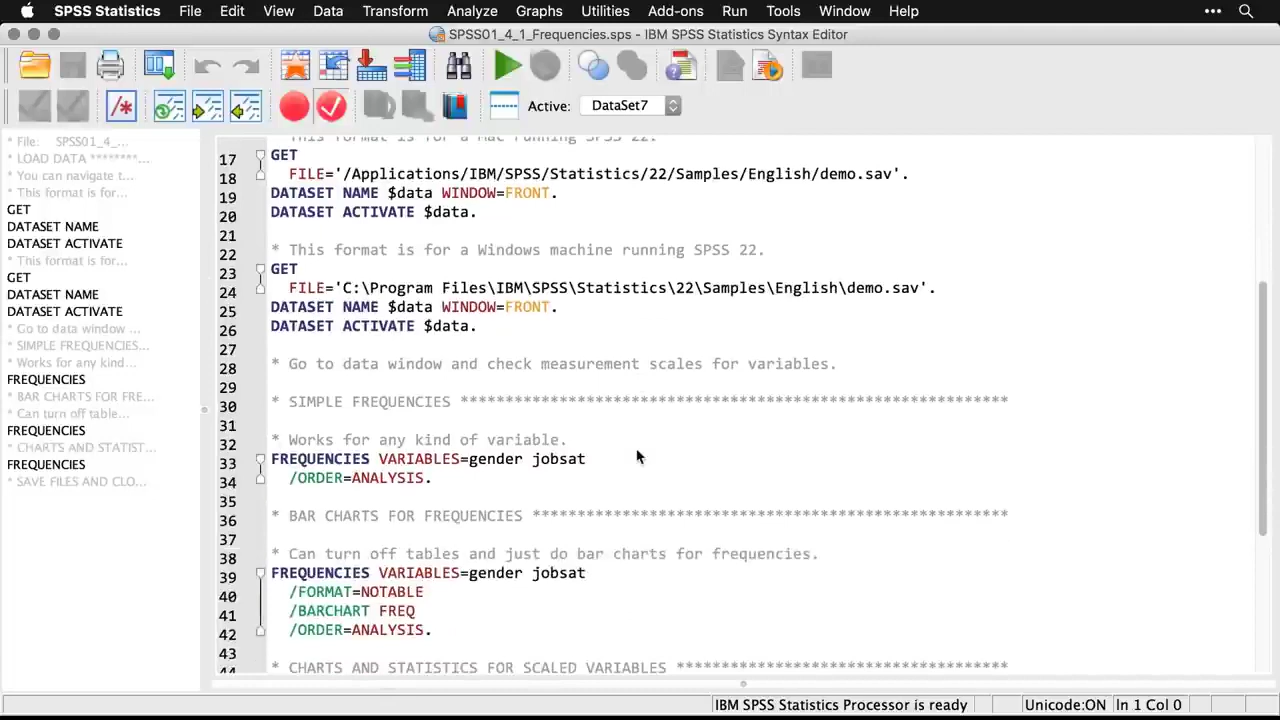 SPSS Statistics File Edit View Data Transform Analyze Graphs Utilities Add-ons Run Tools Window Help
SPSS01_4_1_Frequencies.sps - IBM SPSS Statistics Syntax Editor
Active: DataSet7
* File: SPSS01_4_...
* LOAD DATA ********...
* You can navigate t...
* This format is for...
GET
DATASET NAME
DATASET ACTIVATE
* This format is for...
GET
DATASET NAME
DATASET ACTIVATE
* Go to data window ...
* SIMPLE FREQUENCIES...
* Works for any kind...
FREQUENCIES
* BAR CHARTS FOR FRE...
* Can turn off table...
FREQUENCIES
* CHARTS AND STATIST...
FREQUENCIES
* SAVE FILES AND CLO...
* This format is for a Mac running SPSS 22.
17 GET
18 FILE='/Applications/IBM/SPSS/Statistics/22/Samples/English/demo.sav'.
19 DATASET NAME $data WINDOW=FRONT.
20 DATASET ACTIVATE $data.
21
22 * This format is for a Windows machine running SPSS 22.
23 GET
24 FILE='C:\Program Files\IBM\SPSS\Statistics\22\Samples\English\demo.sav'.
25 DATASET NAME $data WINDOW=FRONT.
26 DATASET ACTIVATE $data.
27
28 * Go to data window and check measurement scales for variables.
29
30 * SIMPLE FREQUENCIES *************************************************************
31
32 * Works for any kind of variable.
33 FREQUENCIES VARIABLES=gender jobsat
34 /ORDER=ANALYSIS.
35
36 * BAR CHARTS FOR FREQUENCIES *****************************************************
37
38 * Can turn off tables and just do bar charts for frequencies.
39 FREQUENCIES VARIABLES=gender jobsat
40 /FORMAT=NOTABLE
41 /BARCHART FREQ
42 /ORDER=ANALYSIS.
43
44 * CHARTS AND STATISTICS FOR SCALED VARIABLES *************************************
IBM SPSS Statistics Processor is ready Unicode:ON In 1 Col 0